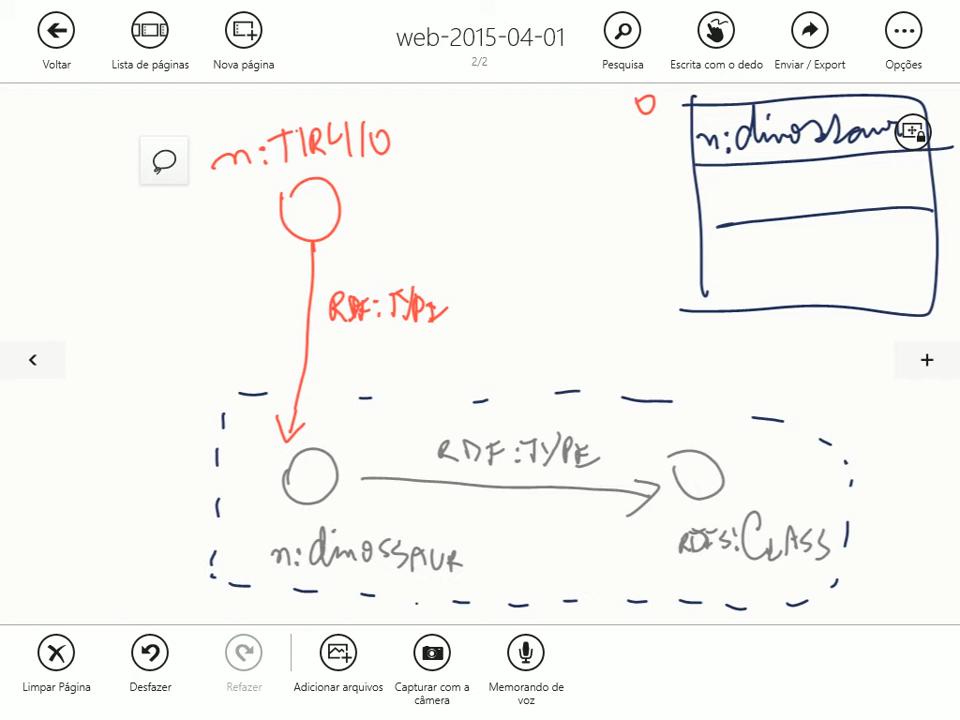 Voltar
Lista de páginas
Nova página
web-2015-04-01
2/2
Pesquisa
Escrita com o dedo
Enviar / Export
Opções
n:dinossaur
RDF:TYPE
RDF:TYPE
n:dinossAUR
RDFS:CLASS
Limpar Página
Desfazer
Refazer
Adicionar arquivos
Capturar com a câmera
Memorando de voz